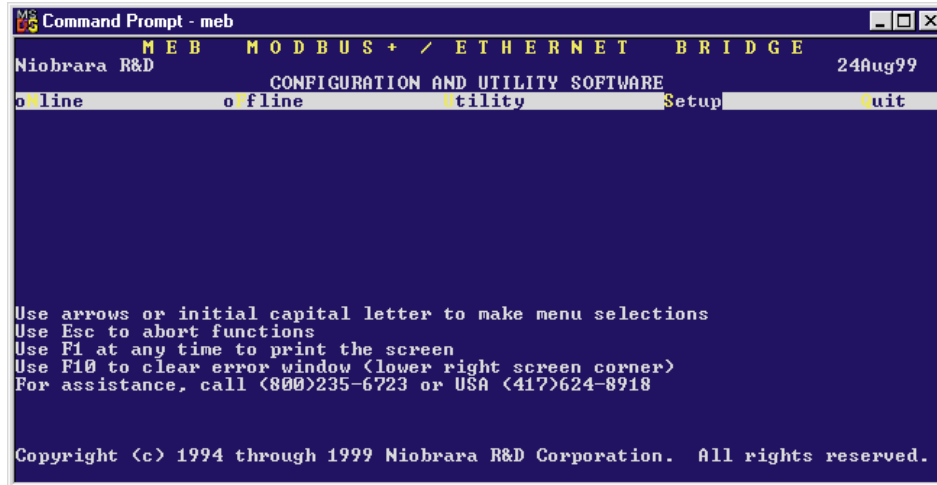 MS DOS Command Prompt - meb
M E B M O D B U S + / E T H E R N E T B R I D G E
Niobrara R&D 24Aug99
CONFIGURATION AND UTILITY SOFTWARE
oNline oFfline Utility Setup Quit
Use arrows or initial capital letter to make menu selections
Use Esc to abort functions
Use F1 at any time to print the screen
Use F10 to clear error window (lower right screen corner)
For assistance, call (800)235-6723 or USA (417)624-8918
Copyright (c) 1994 through 1999 Niobrara R&D Corporation. All rights reserved.